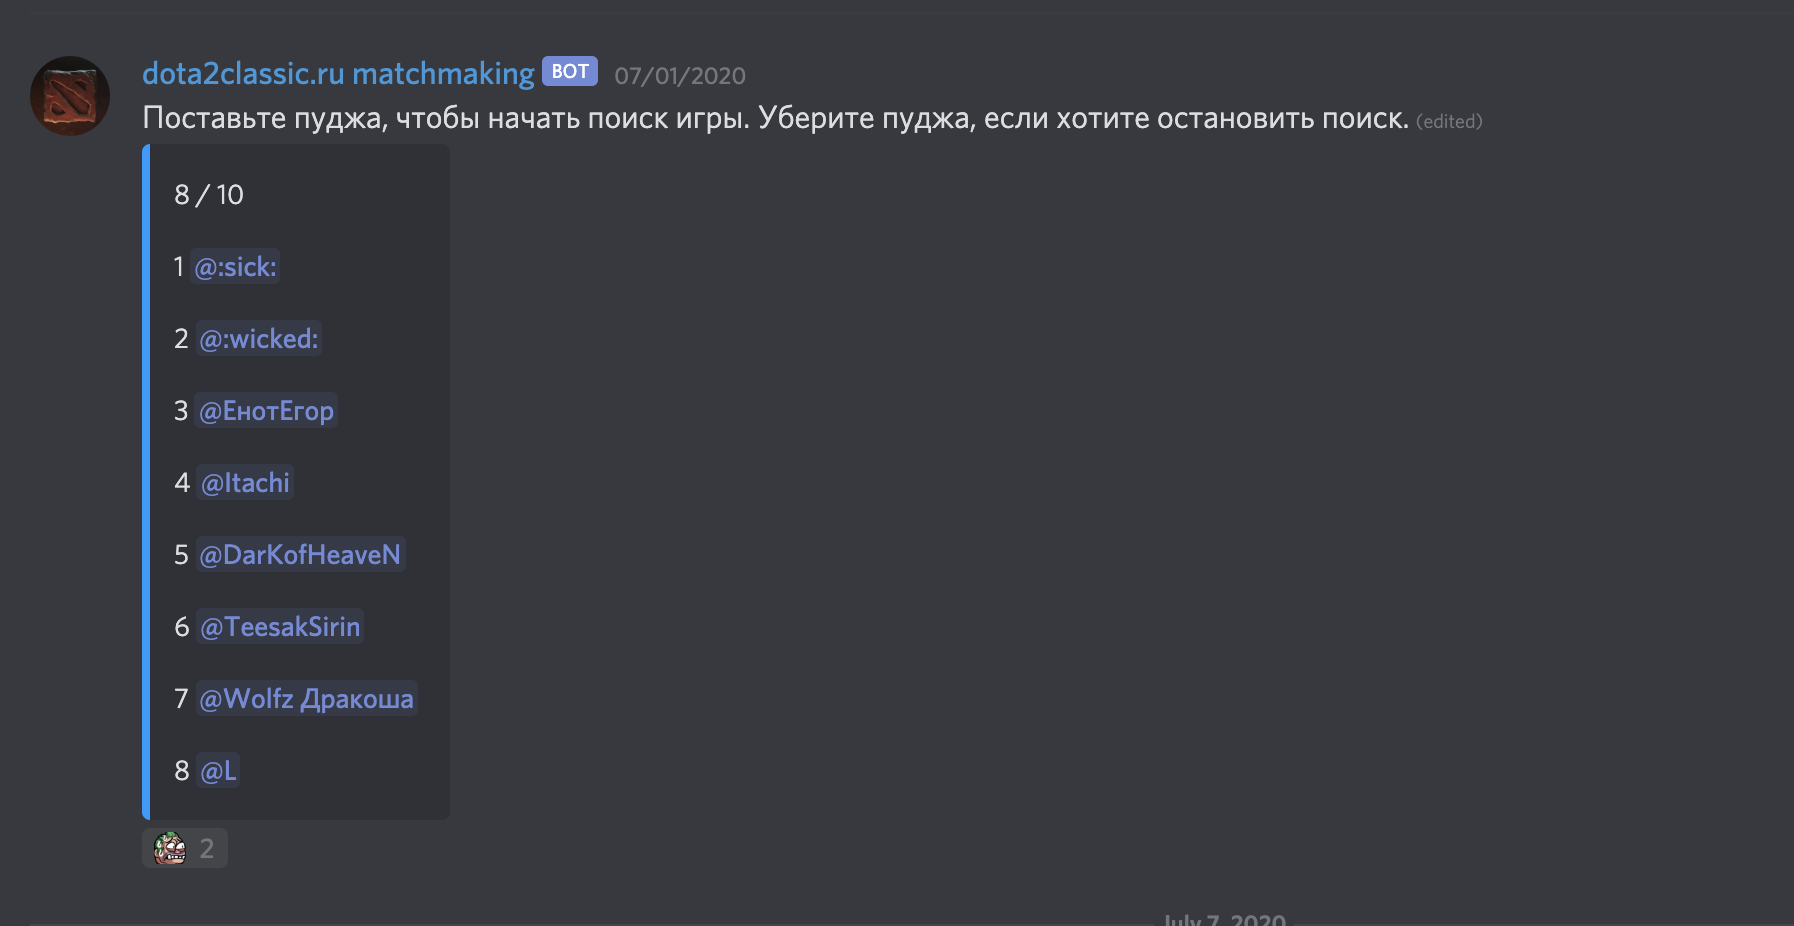 dota2classic.ru matchmaking BOT 07/01/2020
Поставьте пуджа, чтобы начать поиск игры. Уберите пуджа, если хотите остановить поиск. (edited)
8 / 10
1 @:sick:
2 @:wicked:
3 @ЕнотЕгор
4 @Itachi
5 @DarKofHeaveN
6 @TeesakSirin
7 @Wolfz Дракоша
8 @L
2
July 7, 2020